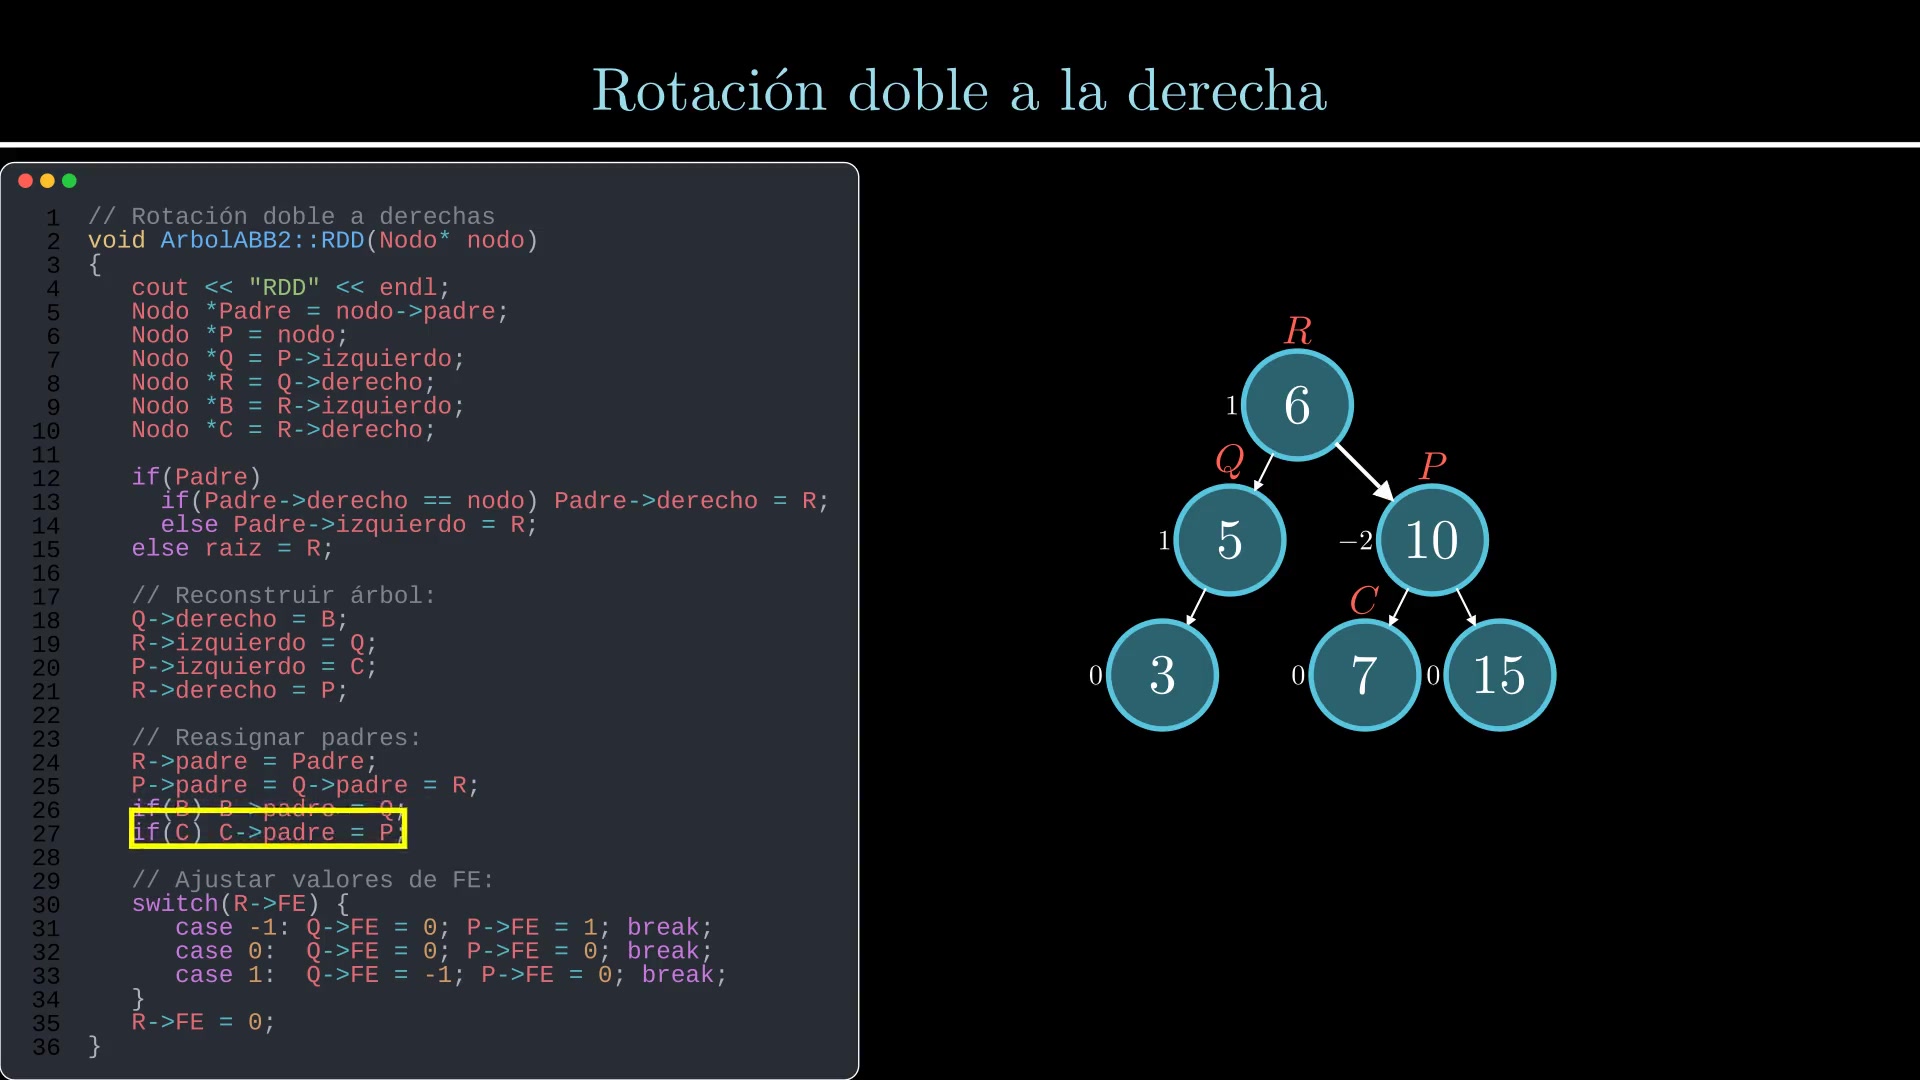 Rotación doble a la derecha
1 // Rotación doble a derechas
2 void ArbolABB2::RDD(Nodo* nodo)
3 {
4 cout << "RDD" << endl;
5 Nodo *Padre = nodo->padre;
6 Nodo *P = nodo;
7 Nodo *Q = P->izquierdo;
8 Nodo *R = Q->derecho;
9 Nodo *B = R->izquierdo;
10 Nodo *C = R->derecho;
11
12 if(Padre)
13 if(Padre->derecho == nodo) Padre->derecho = R;
14 else Padre->izquierdo = R;
15 else raiz = R;
16
17 // Reconstruir árbol:
18 Q->derecho = B;
19 R->izquierdo = Q;
20 P->izquierdo = C;
21 R->derecho = P;
22
23 // Reasignar padres:
24 R->padre = Padre;
25 P->padre = Q->padre = R;
26 if(B) B->padre = Q;
27 if(C) C->padre = P;
28
29 // Ajustar valores de FE:
30 switch(R->FE) {
31 case -1: Q->FE = 0; P->FE = 1; break;
32 case 0: Q->FE = 0; P->FE = 0; break;
33 case 1: Q->FE = -1; P->FE = 0; break;
34 }
35 R->FE = 0;
36 }
R
1 6
Q P
1 5 −2 10
C
0 3 0 7 0 15